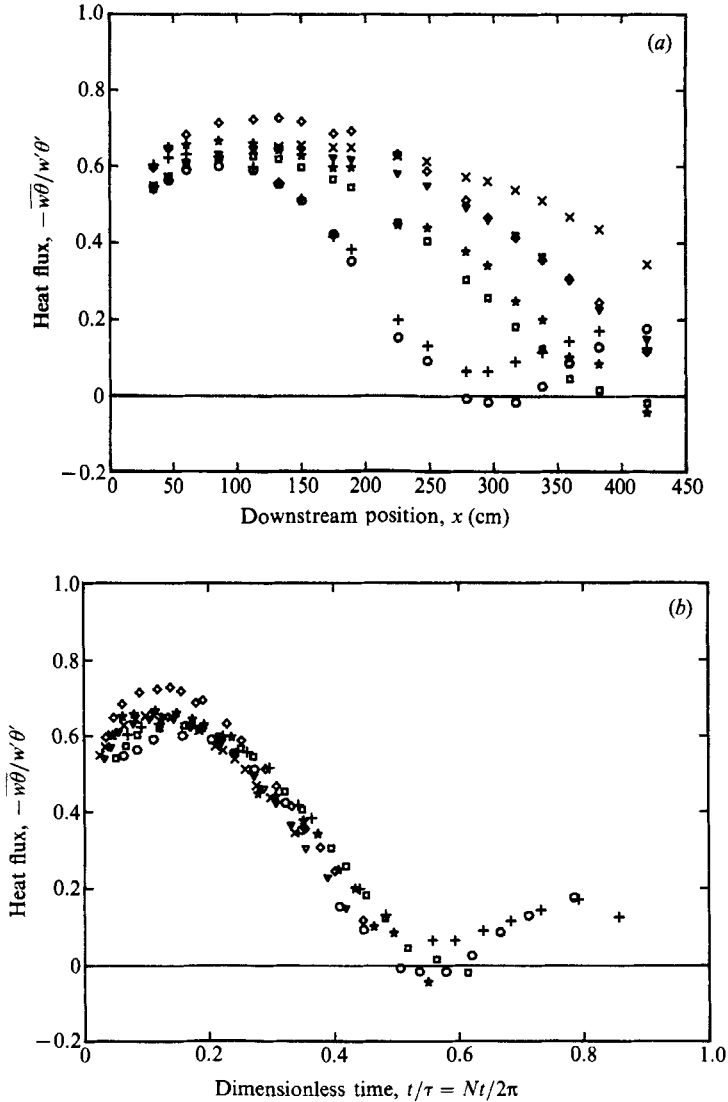 1.0
(a)
0.8
0.6
0.4
0.2
0
−0.2
Heat flux, −w̅θ̅/w′θ′
0 50 100 150 200 250 300 350 400 450
Downstream position, x (cm)
1.0
(b)
0.8
0.6
0.4
0.2
0
−0.2
Heat flux, −w̅θ̅/w′θ′
0 0.2 0.4 0.6 0.8 1.0
Dimensionless time, t/τ = Nt/2π